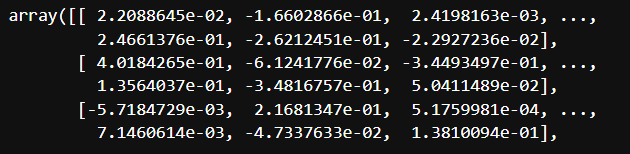 array([[ 2.2088645e-02, -1.6602866e-01, 2.4198163e-03, ...,
2.4661376e-01, -2.6212451e-01, -2.2927236e-02],
[ 4.0184265e-01, -6.1241776e-02, -3.4493497e-01, ...,
1.3564037e-01, -3.4816757e-01, 5.0411489e-02],
[-5.7184729e-03, 2.1681347e-01, 5.1759981e-04, ...,
7.1460614e-03, -4.7337633e-02, 1.3810094e-01],